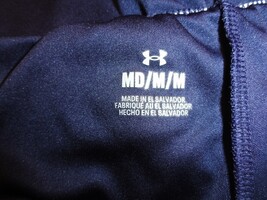 MD/M/M
MADE IN EL SALVADOR
FABRIQUE AU EL SALVADOR
HECHO EN EL SALVADOR